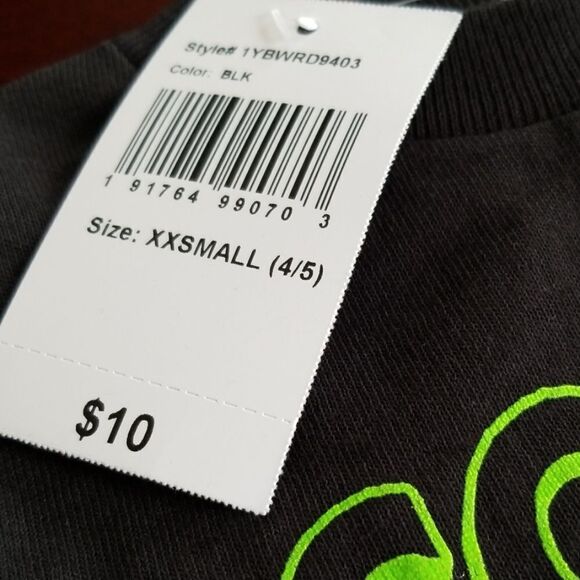 Style# 1YBWRD9403
Color: BLK
1 91764 99070 3
Size: XXSMALL (4/5)
$10